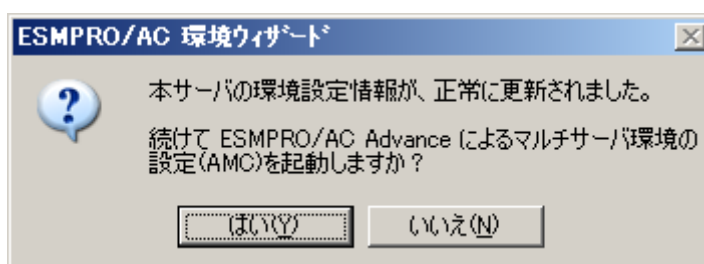 ESMPRO/AC 環境ウィザード
本サーバの環境設定情報が、正常に更新されました。
続けて ESMPRO/AC Advance によるマルチサーバ環境の
設定(AMC)を起動しますか？
はい(Y)
いいえ(N)